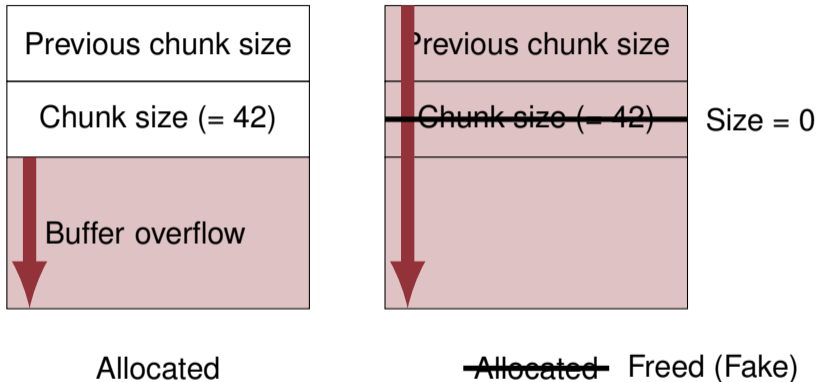 Previous chunk size
Chunk size (= 42)
Buffer overflow
Allocated
Previous chunk size
Chunk size (= 42)
Size = 0
Allocated Freed (Fake)